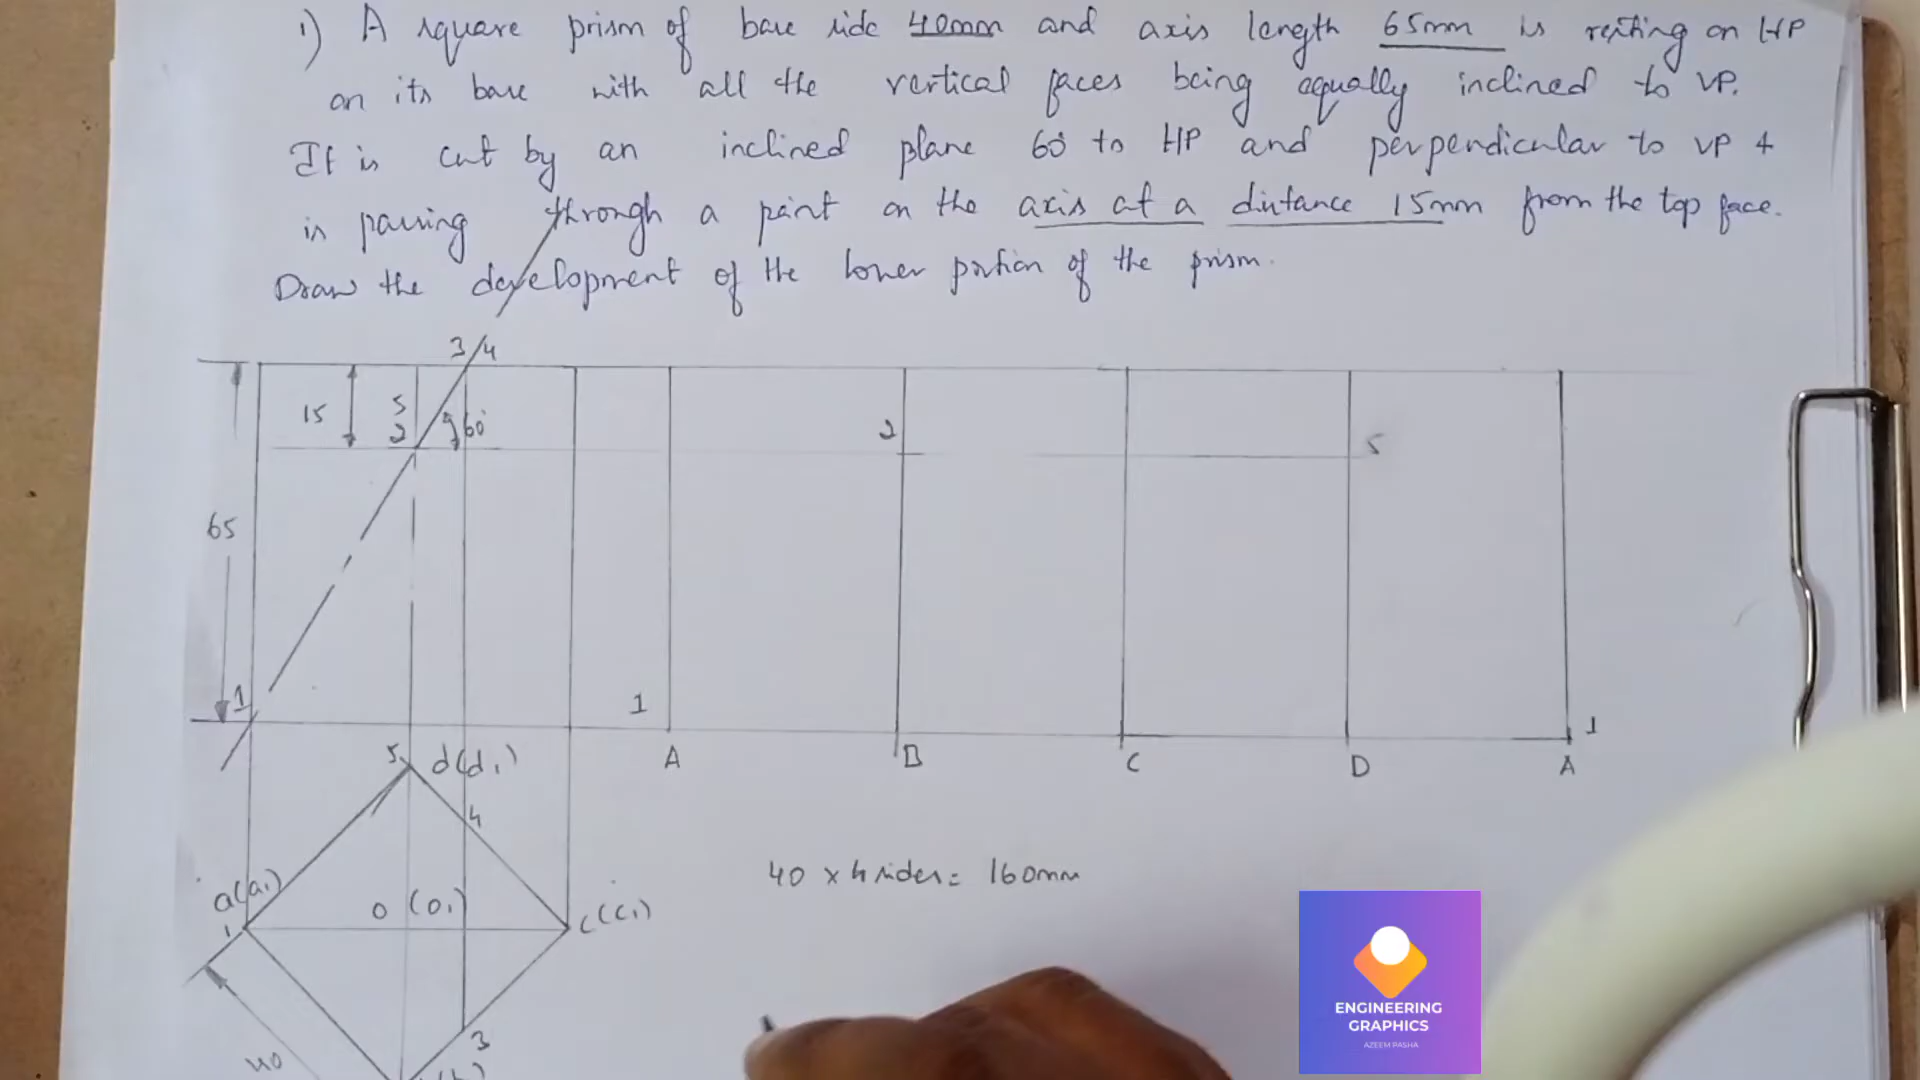 1) A square prism of base side 40mm and axis length 65mm is resting on HP
on its base with all the vertical faces being equally inclined to VP.
It is cut by an inclined plane 60° to HP and perpendicular to VP &
is passing through a point on the axis at a distance 15mm from the top face.
Draw the development of the lower portion of the prism.
3/4
15
5
2
60°
2
5
65
1
1
1
A
B
C
D
A
5
d(d1)
4
a(a1)
1
O (O1)
c(c1)
3
40
40 x 4 sides = 160mm
ENGINEERING
GRAPHICS
AZEEM PASHA